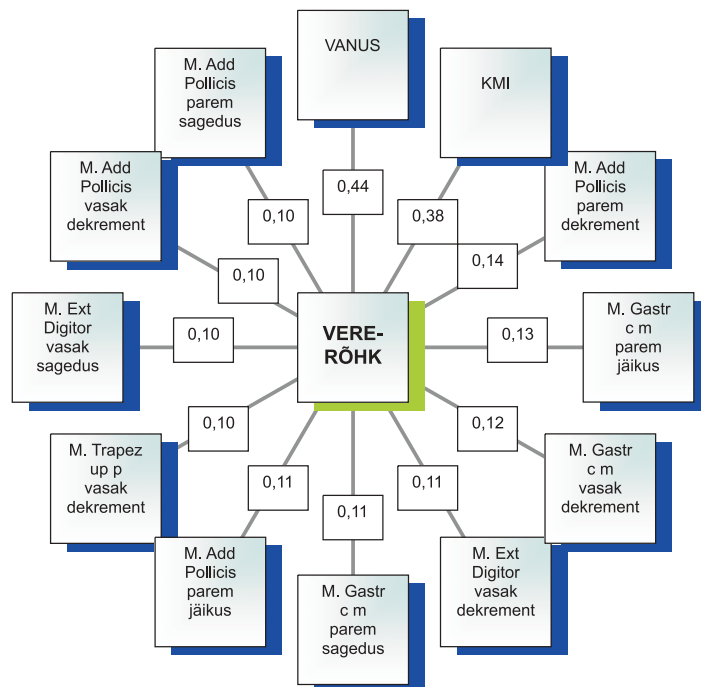 VANUS
KMI
M. Add
Pollicis
parem
sagedus
M. Add
Pollicis
vasak
dekrement
M. Add
Pollicis
parem
dekrement
0,44
0,10
0,38
0,14
0,10
M. Ext
Digitor
vasak
sagedus
0,10
VERE-
RÕHK
0,13
M. Gastr
c m
parem
jäikus
0,10
0,12
M. Trapez
up p
vasak
dekrement
M. Gastr
c m
vasak
dekrement
0,11
0,11
0,11
M. Add
Pollicis
parem
jäikus
M. Gastr
c m
parem
sagedus
M. Ext
Digitor
vasak
dekrement